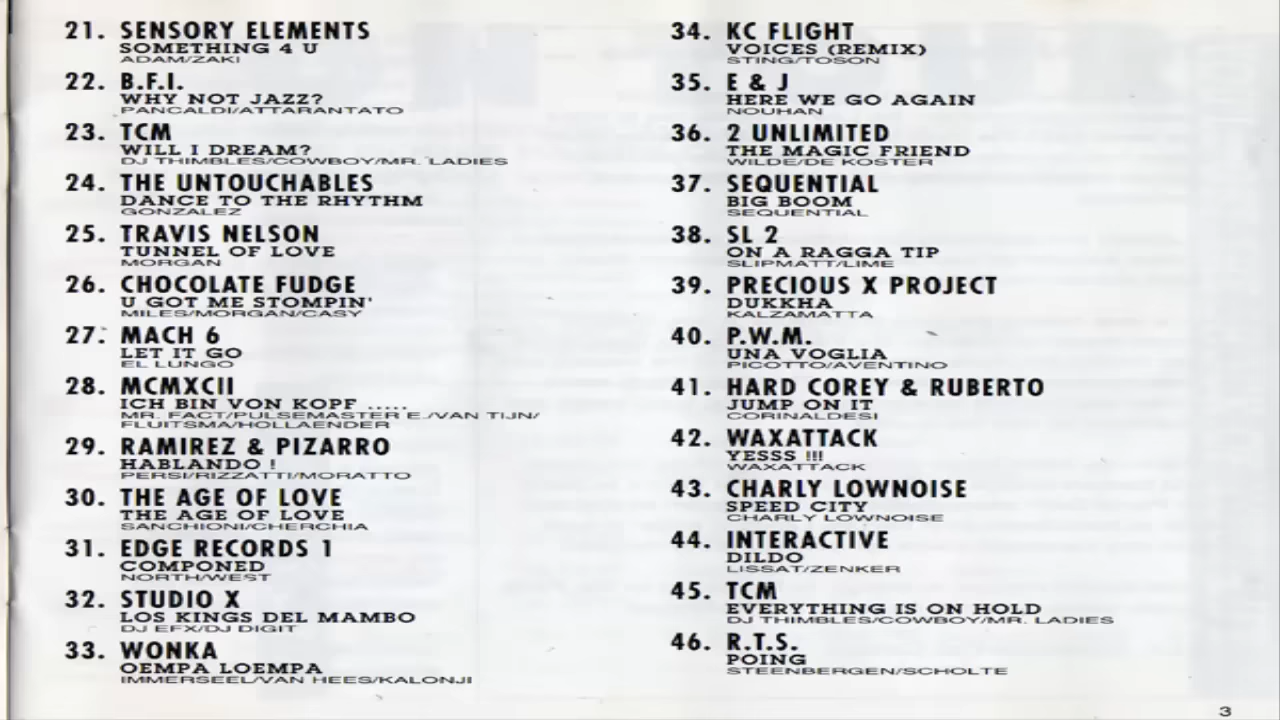 21. SENSORY ELEMENTS
SOMETHING 4 U
ADAM/ZAKI
22. B.F.I.
WHY NOT JAZZ?
PANCALDI/ATTARANTATO
23. TCM
WILL I DREAM?
DJ THIMBLES/COWBOY/MR. LADIES
24. THE UNTOUCHABLES
DANCE TO THE RHYTHM
GONZALEZ
25. TRAVIS NELSON
TUNNEL OF LOVE
MORGAN
26. CHOCOLATE FUDGE
U GOT ME STOMPIN'
MILES/MORGAN/CASY
27. MACH 6
LET IT GO
EL LUNGO
28. MCMXCII
ICH BIN VON KOPF .....
MR. FACT/PULSEMASTER E./VAN TIJN/
FLUITSMA/HOLLAENDER
29. RAMIREZ & PIZARRO
HABLANDO !
PERSI/RIZZATTI/MORATTO
30. THE AGE OF LOVE
THE AGE OF LOVE
SANCHIONI/CHERCHIA
31. EDGE RECORDS 1
COMPONED
NORTH/WEST
32. STUDIO X
LOS KINGS DEL MAMBO
DJ EFX/DJ DIGIT
33. WONKA
OEMPA LOEMPA
IMMERSEEL/VAN HEES/KALONJI
34. KC FLIGHT
VOICES (REMIX)
STING/TOSON
35. E & J
HERE WE GO AGAIN
NOUHAN
36. 2 UNLIMITED
THE MAGIC FRIEND
WILDE/DE KOSTER
37. SEQUENTIAL
BIG BOOM
SEQUENTIAL
38. SL 2
ON A RAGGA TIP
SLIPMATT/LIME
39. PRECIOUS X PROJECT
DUKKHA
KALZAMATTA
40. P.W.M.
UNA VOGLIA
PICOTTO/AVENTINO
41. HARD COREY & RUBERTO
JUMP ON IT
CORINALDESI
42. WAXATTACK
YESSS !!!
WAXATTACK
43. CHARLY LOWNOISE
SPEED CITY
CHARLY LOWNOISE
44. INTERACTIVE
DILDO
LISSAT/ZENKER
45. TCM
EVERYTHING IS ON HOLD
DJ THIMBLES/COWBOY/MR. LADIES
46. R.T.S.
POING
STEENBERGEN/SCHOLTE
3